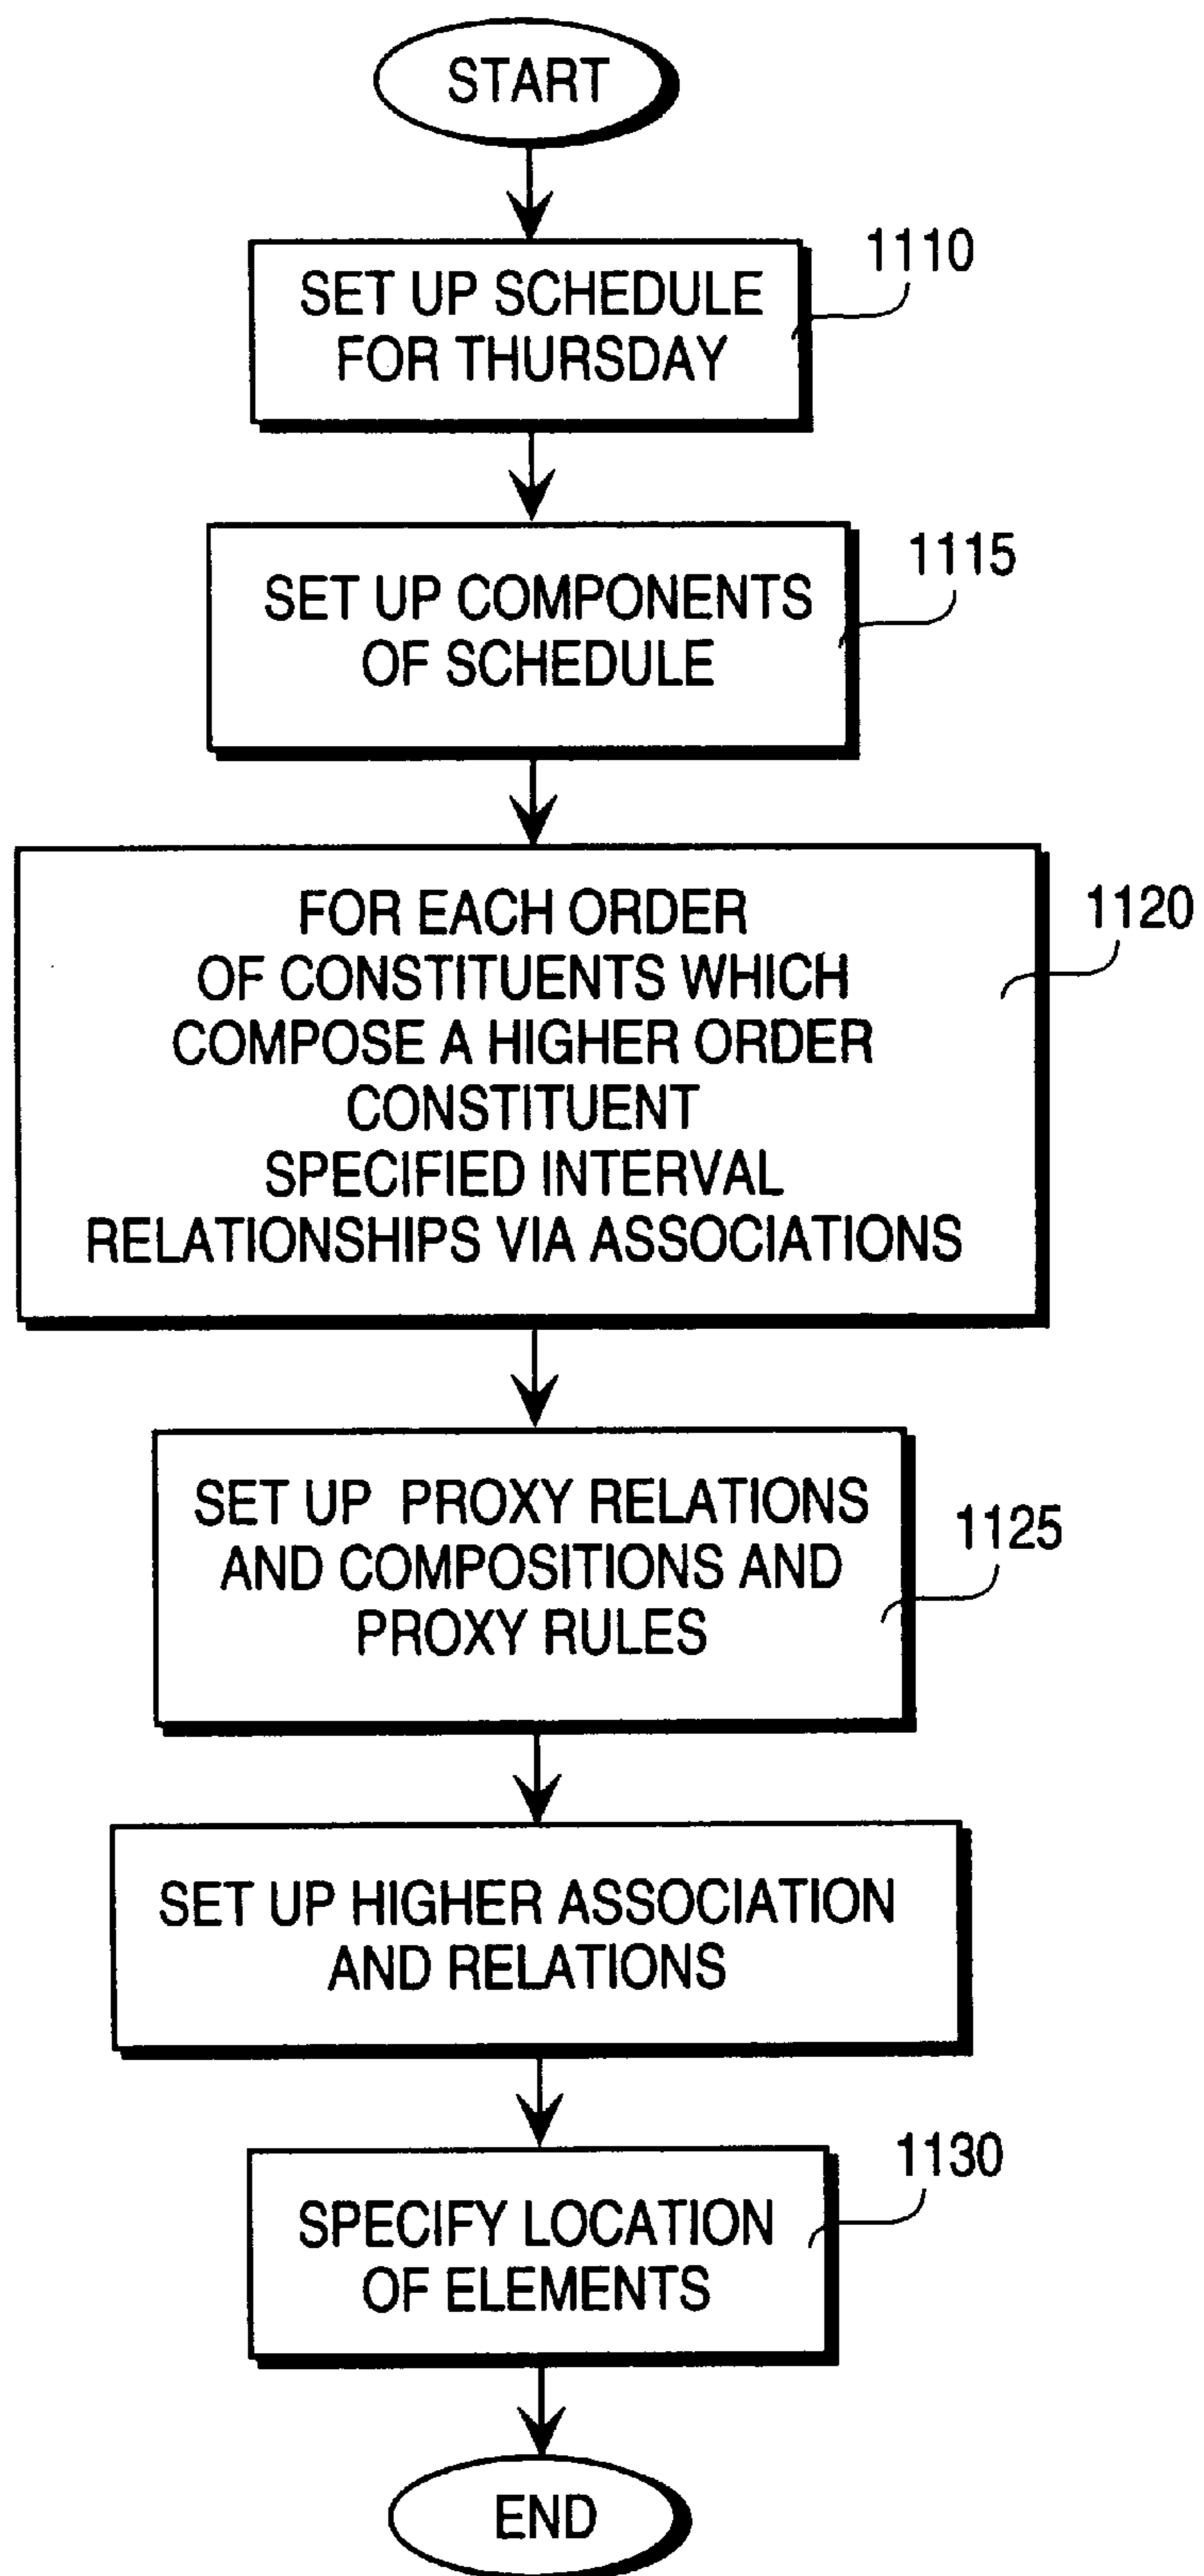 START
SET UP SCHEDULE
FOR THURSDAY
1110
SET UP COMPONENTS
OF SCHEDULE
1115
FOR EACH ORDER
OF CONSTITUENTS WHICH
COMPOSE A HIGHER ORDER
CONSTITUENT
SPECIFIED INTERVAL
RELATIONSHIPS VIA ASSOCIATIONS
1120
SET UP PROXY RELATIONS
AND COMPOSITIONS AND
PROXY RULES
1125
SET UP HIGHER ASSOCIATION
AND RELATIONS
SPECIFY LOCATION
OF ELEMENTS
1130
END